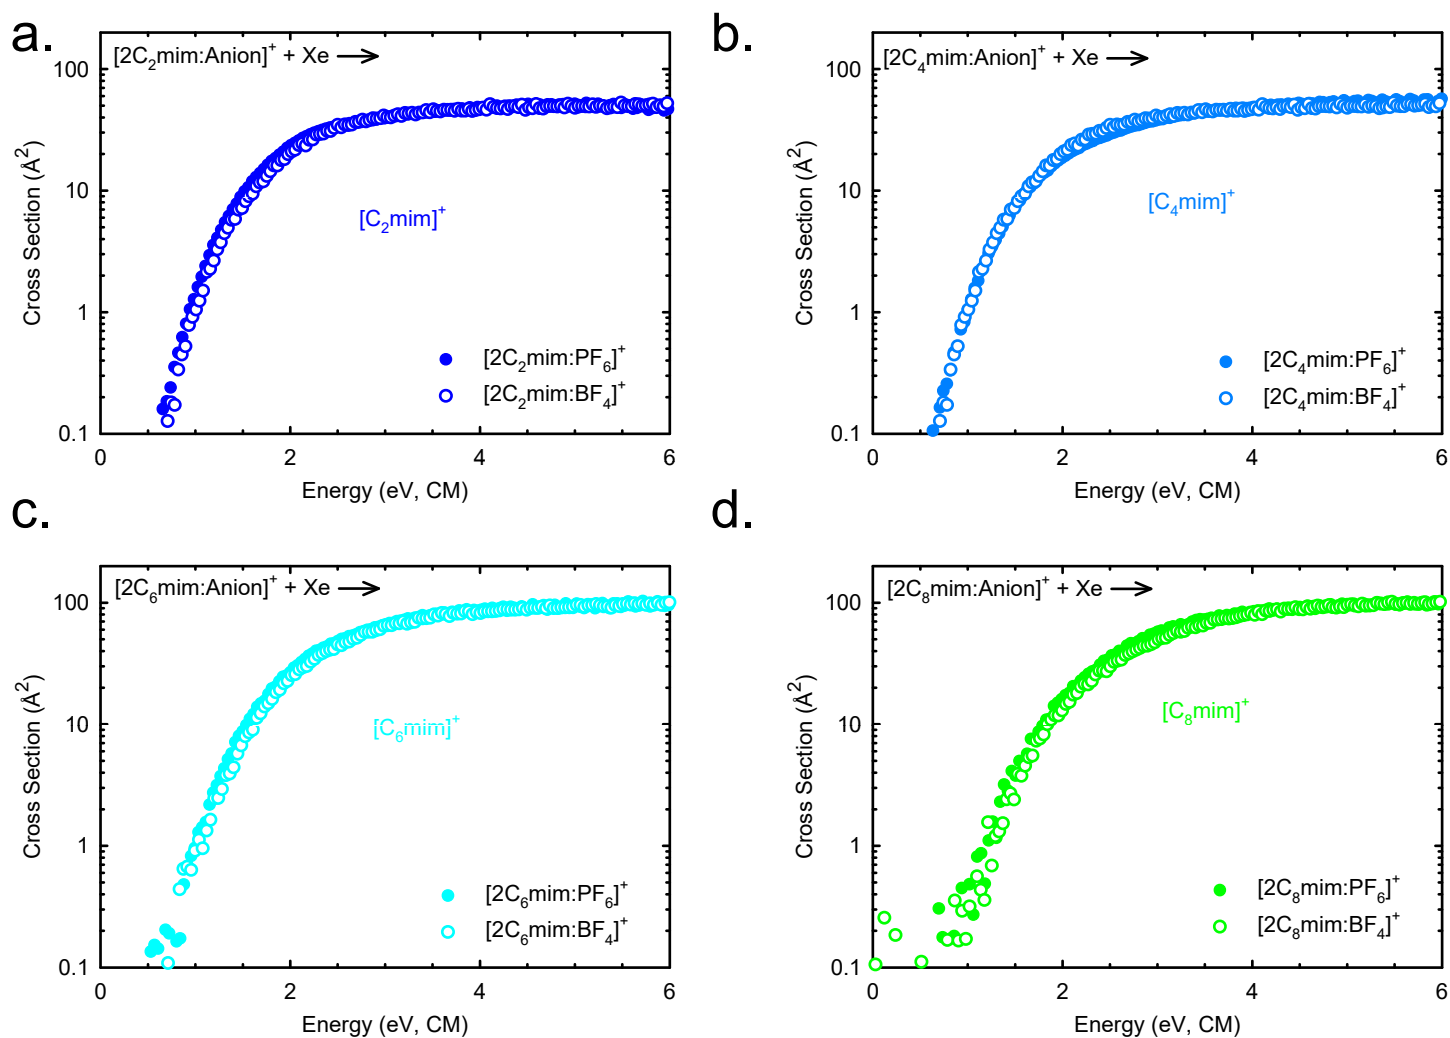 a.
[2C₂mim:Anion]⁺ + Xe →
100
10
1
0.1
Cross Section (Å²)
[C₂mim]⁺
[2C₂mim:PF₆]⁺
[2C₂mim:BF₄]⁺
0 2 4 6
Energy (eV, CM)
b.
[2C₄mim:Anion]⁺ + Xe →
100
10
1
0.1
Cross Section (Å²)
[C₄mim]⁺
[2C₄mim:PF₆]⁺
[2C₄mim:BF₄]⁺
0 2 4 6
Energy (eV, CM)
c.
[2C₆mim:Anion]⁺ + Xe →
100
10
1
0.1
Cross Section (Å²)
[C₆mim]⁺
[2C₆mim:PF₆]⁺
[2C₆mim:BF₄]⁺
0 2 4 6
Energy (eV, CM)
d.
[2C₈mim:Anion]⁺ + Xe →
100
10
1
0.1
Cross Section (Å²)
[C₈mim]⁺
[2C₈mim:PF₆]⁺
[2C₈mim:BF₄]⁺
0 2 4 6
Energy (eV, CM)